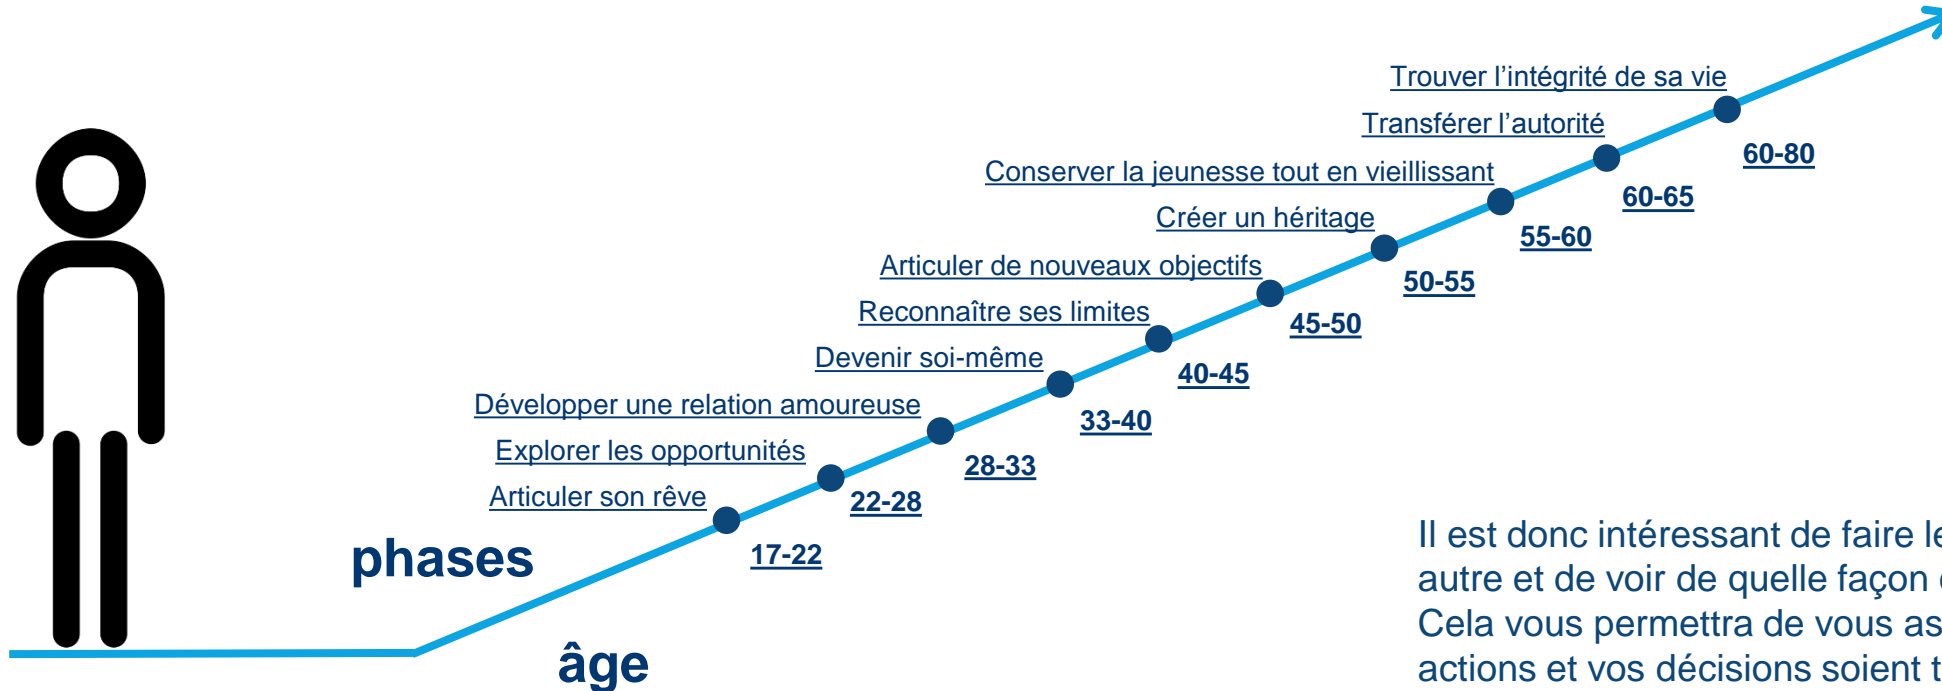 Trouver l’intégrité de sa vie
60-80
Transférer l’autorité
60-65
Conserver la jeunesse tout en vieillissant
55-60
Créer un héritage
50-55
Articuler de nouveaux objectifs
45-50
Reconnaître ses limites
40-45
Devenir soi-même
33-40
Développer une relation amoureuse
28-33
Explorer les opportunités
22-28
Articuler son rêve
17-22
phases
âge
Il est donc intéressant de faire
autre et de voir de quelle façon
Cela vous permettra de vous
actions et vos décisions soient